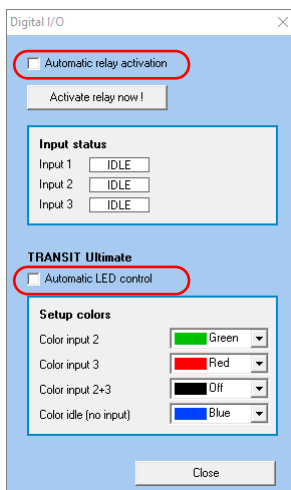 Digital I/O
Automatic relay activation
Activate relay now !
Input status
Input 1 IDLE
Input 2 IDLE
Input 3 IDLE
TRANSIT Ultimate
Automatic LED control
Setup colors
Color input 2 Green
Color input 3 Red
Color input 2+3 Off
Color idle (no input) Blue
Close